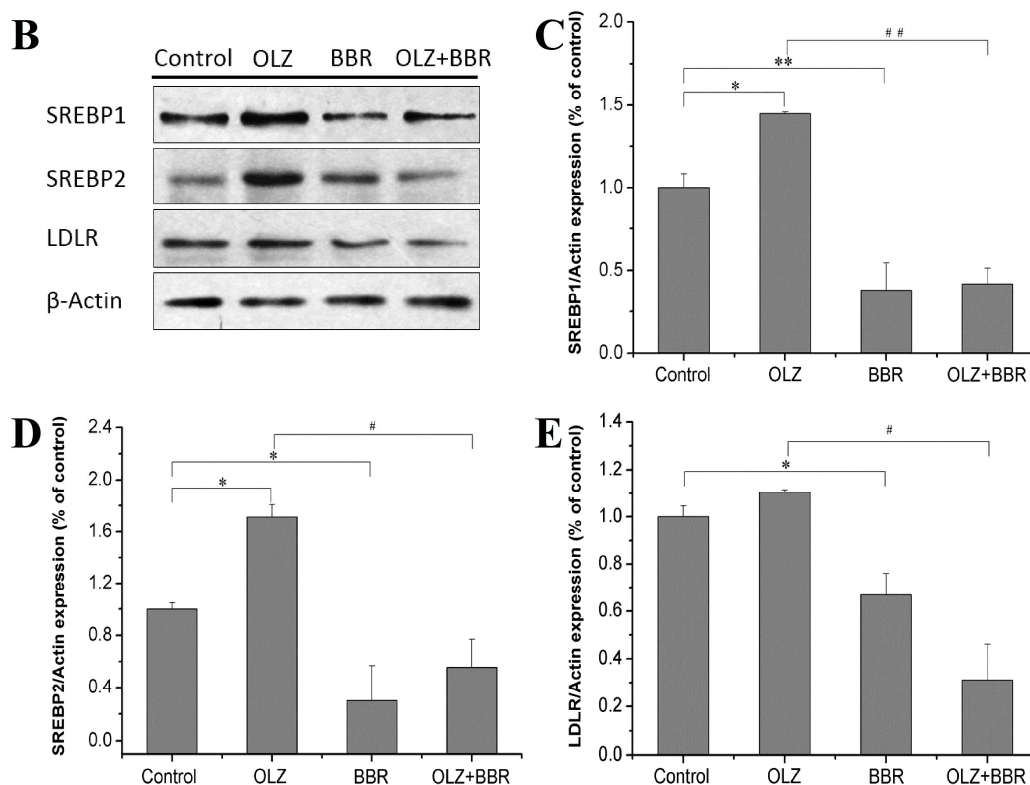 B
Control OLZ BBR OLZ+BBR
SREBP1
SREBP2
LDLR
β-Actin
C
SREBP1/Actin expression (% of control)
2.0
1.5
1.0
0.5
0.0
##
**
*
Control OLZ BBR OLZ+BBR
D
SREBP2/Actin expression (% of control)
2.4
2.0
1.6
1.2
0.8
0.4
0.0
#
*
*
Control OLZ BBR OLZ+BBR
E
LDLR/Actin expression (% of control)
1.4
1.2
1.0
0.6
0.4
0.2
0.0
#
*
Control OLZ BBR OLZ+BBR